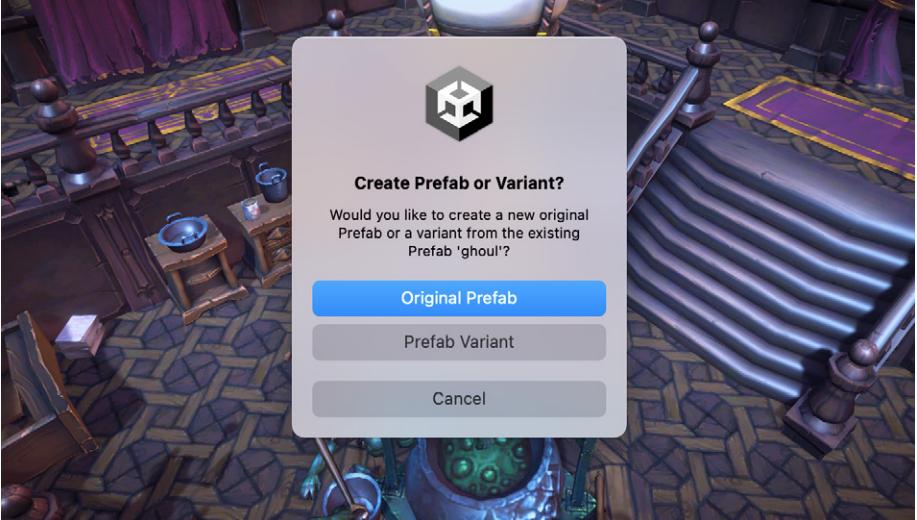 Create Prefab or Variant?
Would you like to create a new original
Prefab or a variant from the existing
Prefab 'ghoul'?
Original Prefab
Prefab Variant
Cancel